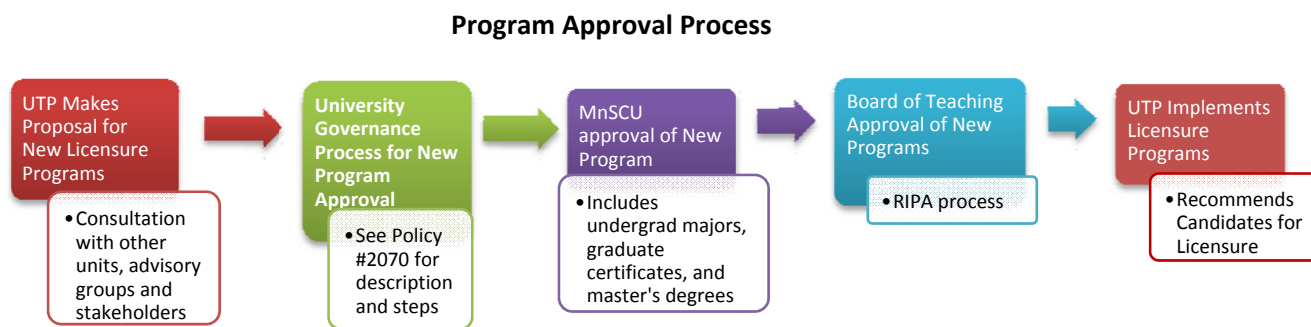 Program Approval Process
UTP Makes
Proposal for
New Licensure
Programs
•Consultation
with other
units, advisory
groups and
stakeholders
University
Governance
Process for New
Program
Approval
•See Policy
#2070 for
description
and steps
MnSCU
approval of New
Program
•Includes
undergrad majors,
graduate
certificates, and
master's degrees
Board of Teaching
Approval of New
Programs
•RIPA process
UTP Implements
Licensure
Programs
•Recommends
Candidates for
Licensure